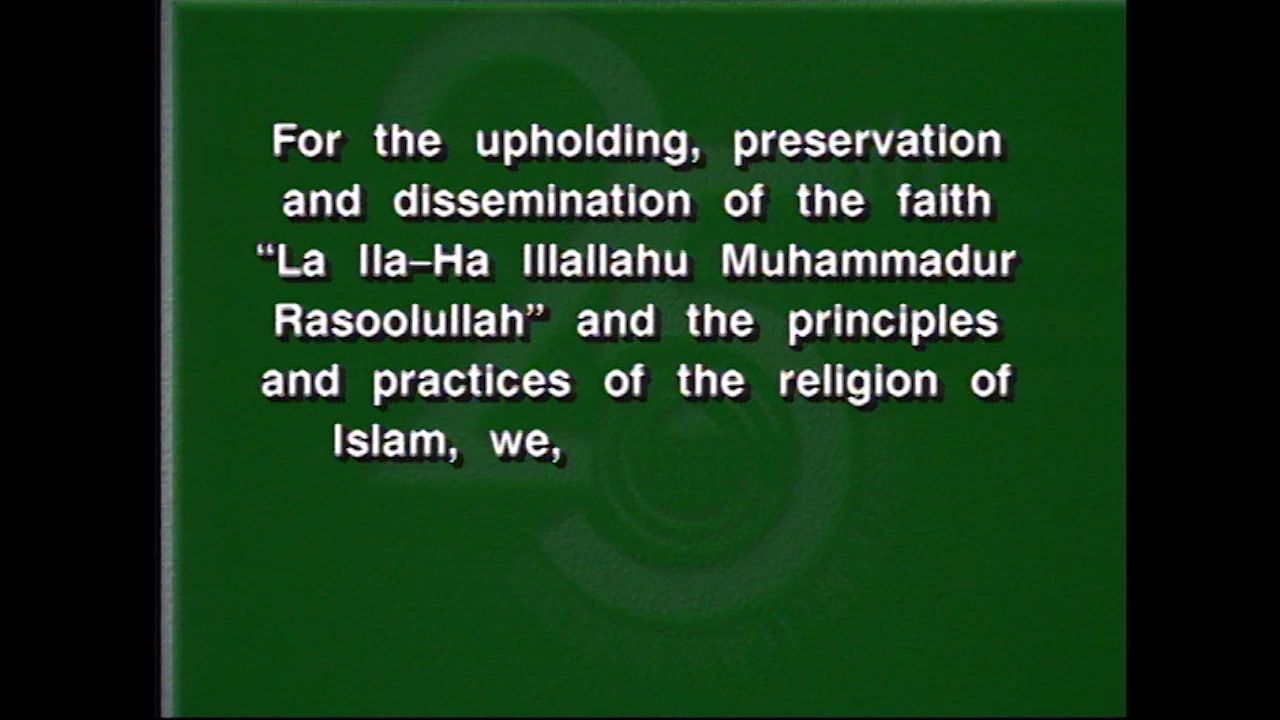 For the upholding, preservation
and dissemination of the faith
“La Ila–Ha Illallahu Muhammadur
Rasoolullah” and the principles
and practices of the religion of
Islam, we,